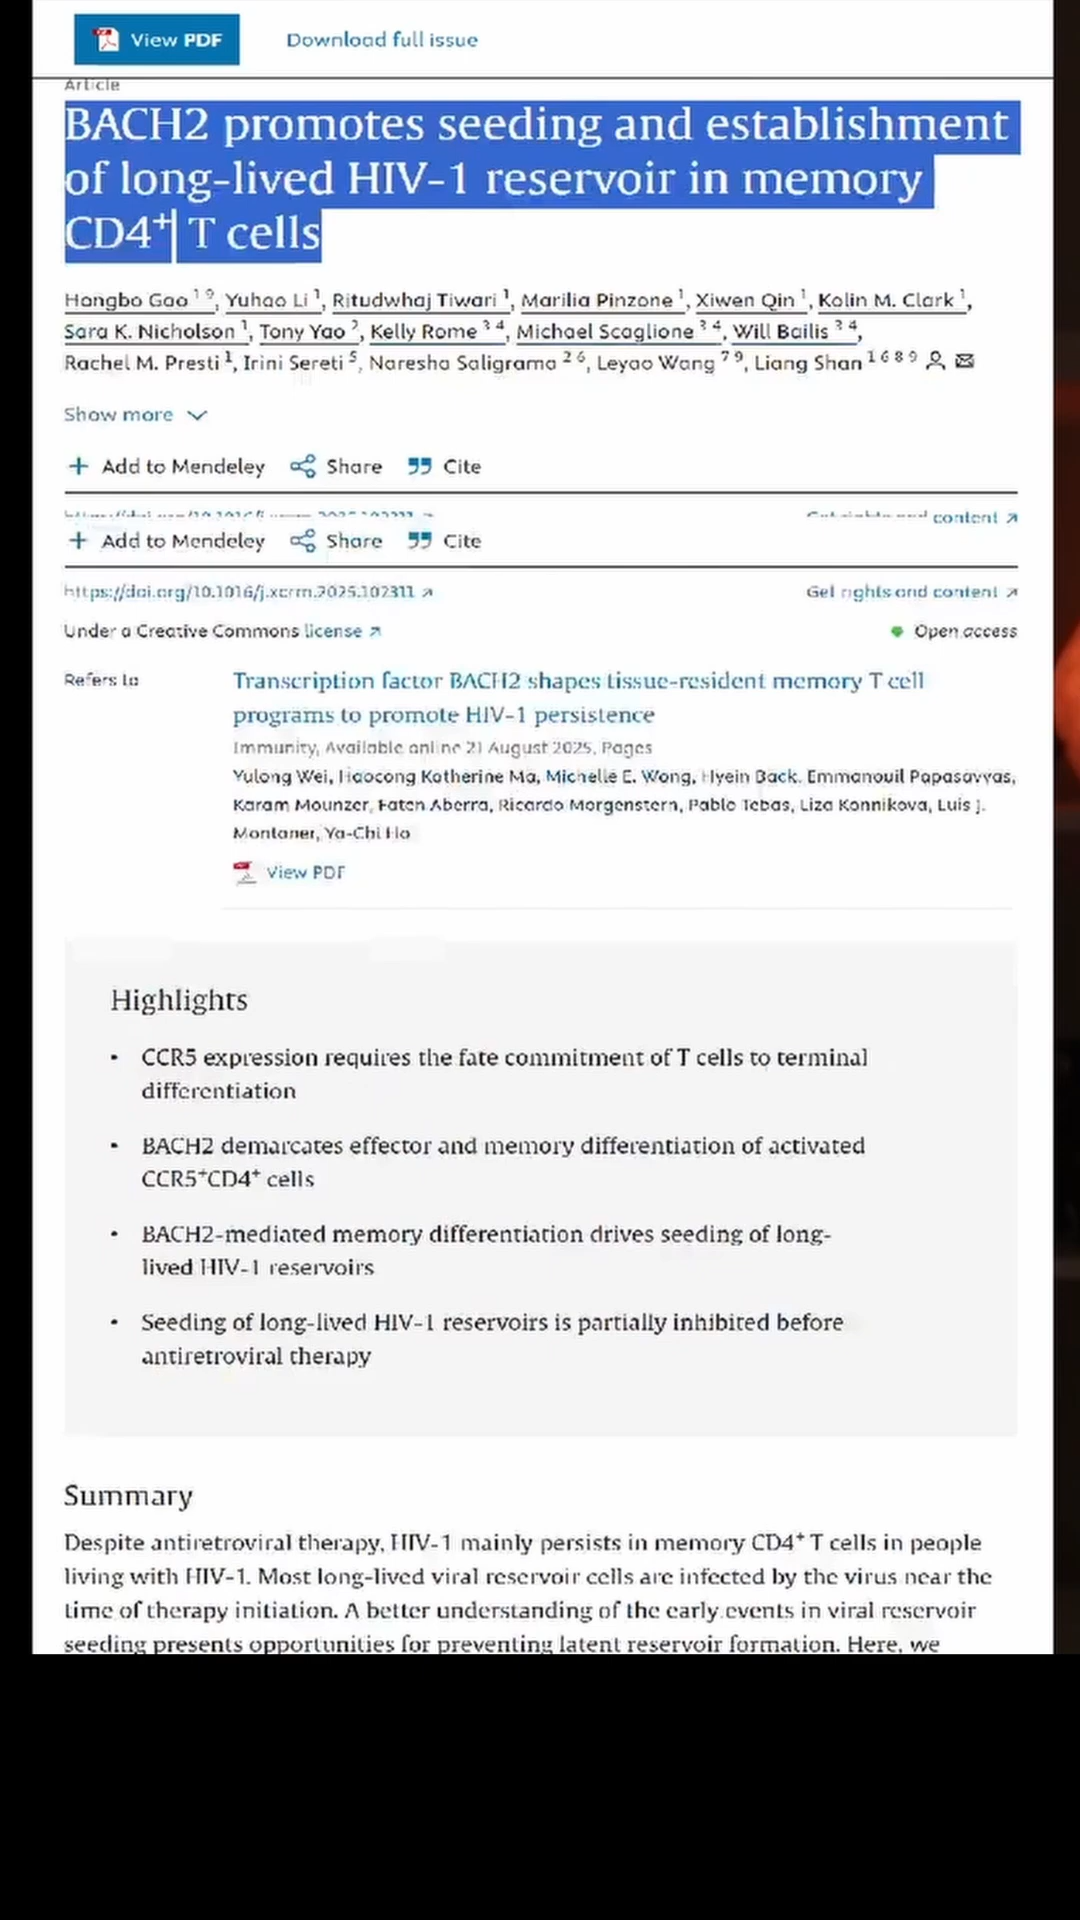 View PDF
Download full issue
Article
BACH2 promotes seeding and establishment
of long-lived HIV-1 reservoir in memory
CD4⁺ T cells
Hongbo Gao ¹ ⁹, Yuhao Li ¹, Ritudwhaj Tiwari ¹, Marilia Pinzone ¹, Xiwen Qin ¹, Kolin M. Clark ¹,
Sara K. Nicholson ¹, Tony Yao ², Kelly Rome ³ ⁴, Michael Scaglione ³ ⁴, Will Bailis ³ ⁴,
Rachel M. Presti ¹, Irini Sereti ⁵, Naresha Saligrama ² ⁶, Leyao Wang ⁷ ⁹, Liang Shan ¹ ⁶ ⁸ ⁹
Show more
Add to Mendeley Share Cite
content ↗
Add to Mendeley Share Cite
https://doi.org/10.1016/j.xcrm.2025.102311 ↗ Get rights and content ↗
Under a Creative Commons license ↗ Open access
Refers to
Transcription factor BACH2 shapes tissue-resident memory T cell
programs to promote HIV-1 persistence
Immunity, Available online 21 August 2025, Pages
Yulong Wei, Haocong Katherine Ma, Michelle E. Wong, Hyein Back, Emmanouil Papasavvas,
Karam Mounzer, Faten Aberra, Ricardo Morgenstern, Pablo Tebas, Liza Konnikova, Luis J.
Montaner, Ya-Chi Ho
View PDF
Highlights
• CCR5 expression requires the fate commitment of T cells to terminal
differentiation
• BACH2 demarcates effector and memory differentiation of activated
CCR5⁺CD4⁺ cells
• BACH2-mediated memory differentiation drives seeding of long-
lived HIV-1 reservoirs
• Seeding of long-lived HIV-1 reservoirs is partially inhibited before
antiretroviral therapy
Summary
Despite antiretroviral therapy, HIV-1 mainly persists in memory CD4⁺ T cells in people
living with HIV-1. Most long-lived viral reservoir cells are infected by the virus near the
time of therapy initiation. A better understanding of the early events in viral reservoir
seeding presents opportunities for preventing latent reservoir formation. Here, we